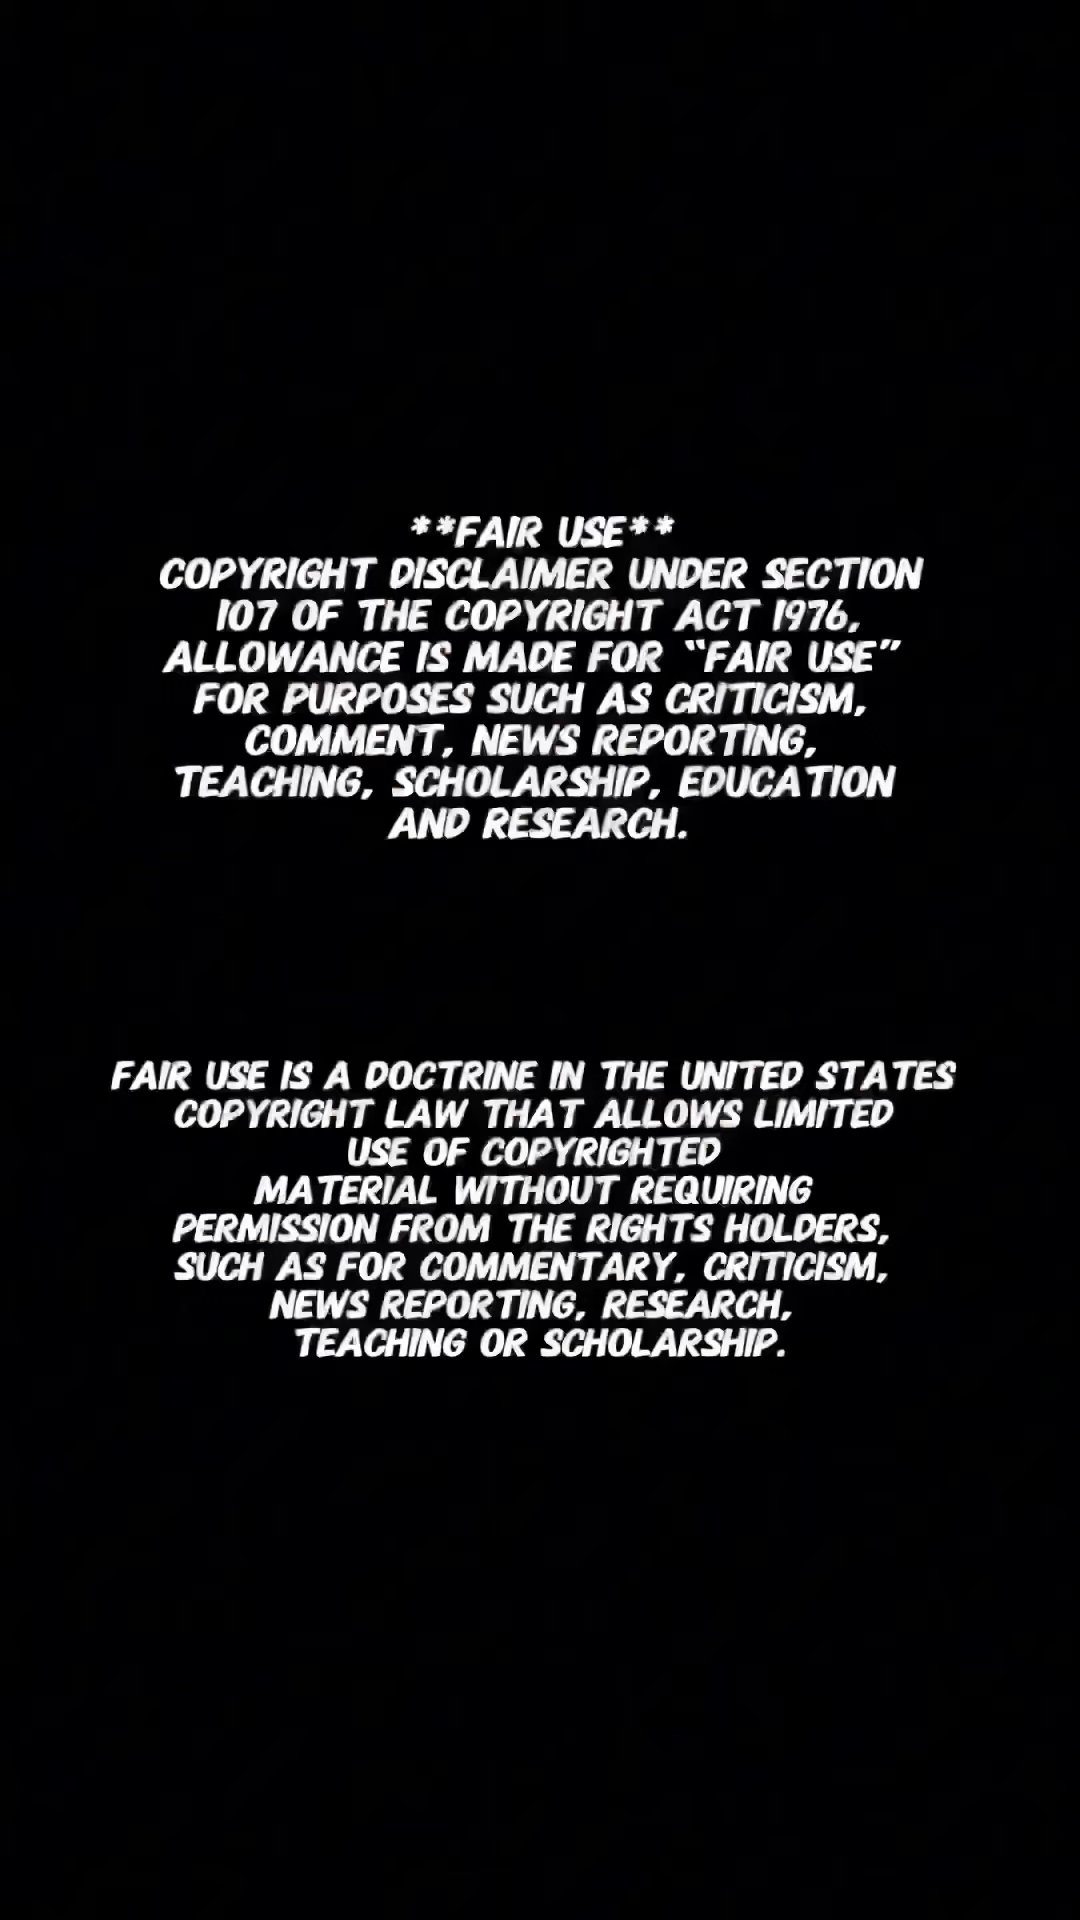 **FAIR USE**
COPYRIGHT DISCLAIMER UNDER SECTION
107 OF THE COPYRIGHT ACT 1976,
ALLOWANCE IS MADE FOR "FAIR USE"
FOR PURPOSES SUCH AS CRITICISM,
COMMENT, NEWS REPORTING,
TEACHING, SCHOLARSHIP, EDUCATION
AND RESEARCH.
FAIR USE IS A DOCTRINE IN THE UNITED STATES
COPYRIGHT LAW THAT ALLOWS LIMITED
USE OF COPYRIGHTED
MATERIAL WITHOUT REQUIRING
PERMISSION FROM THE RIGHTS HOLDERS,
SUCH AS FOR COMMENTARY, CRITICISM,
NEWS REPORTING, RESEARCH,
TEACHING OR SCHOLARSHIP.